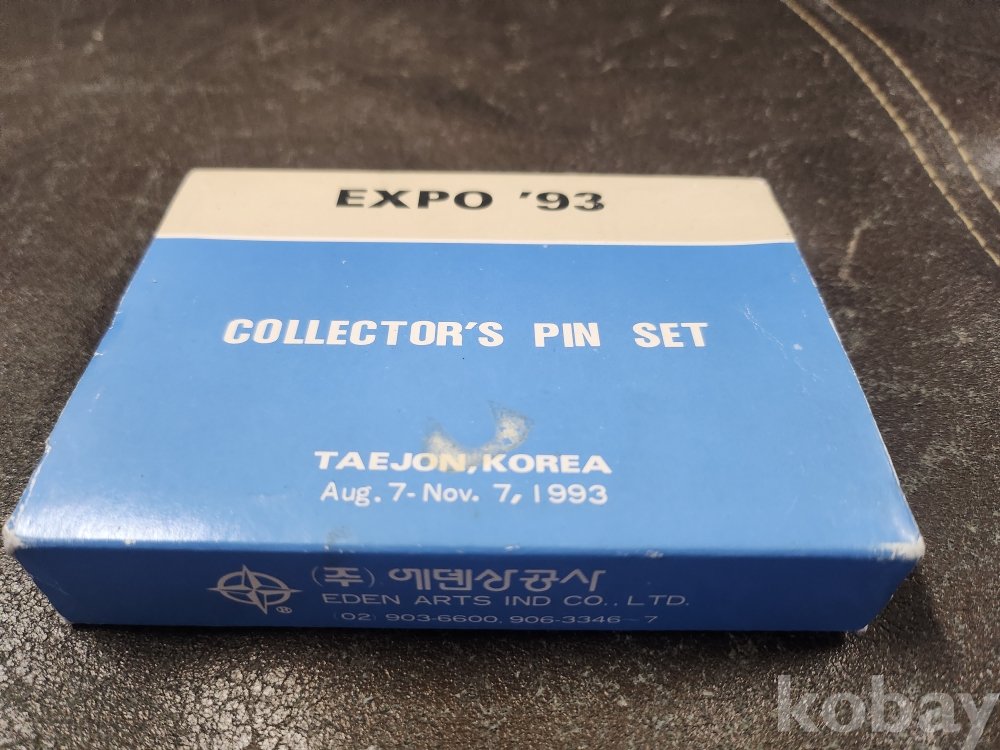 EXPO '93
COLLECTOR'S PIN SET
TAEJON, KOREA
Aug. 7 - Nov. 7, 1993
(주) 에덴상공사
®
EDEN ARTS IND CO., LTD.
(02) 903-6600, 906-3346~7
kobay